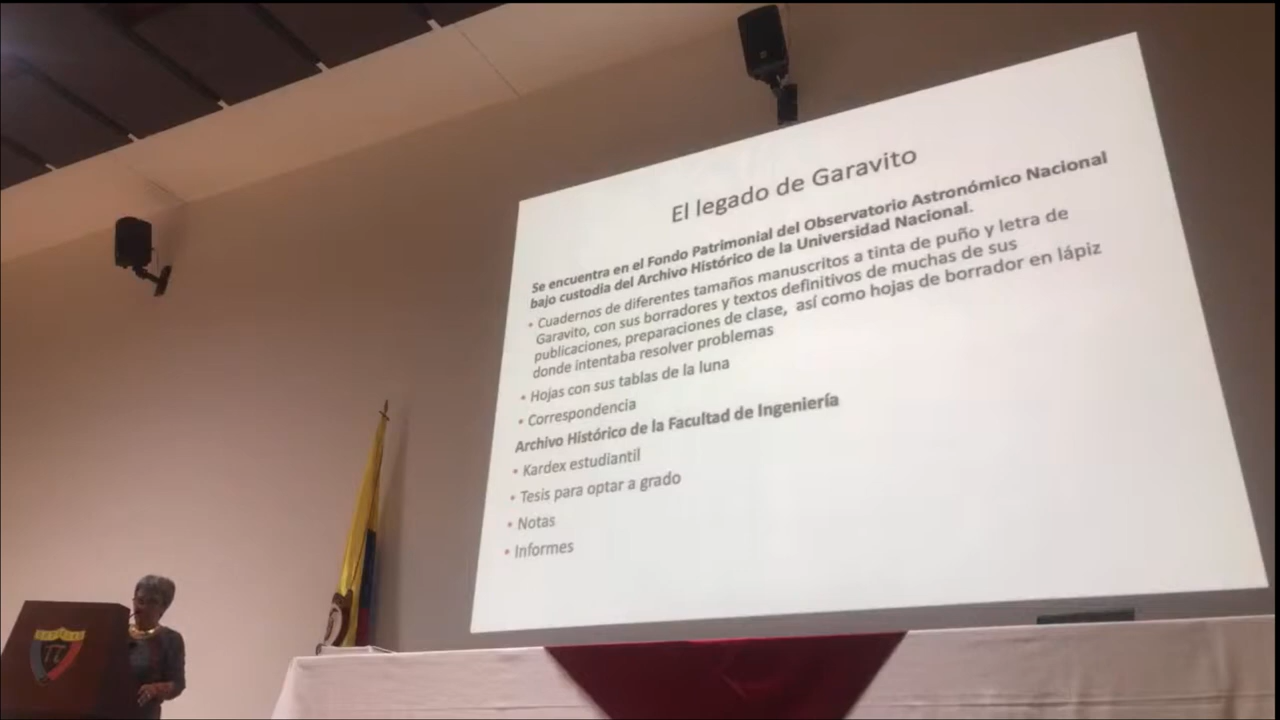 El legado de Garavito
Se encuentra en el Fondo Patrimonial del Observatorio Astronómico Nacional
bajo custodia del Archivo Histórico de la Universidad Nacional.
• Cuadernos de diferentes tamaños manuscritos a tinta de puño y letra de
Garavito, con sus borradores y textos definitivos de muchas de sus
publicaciones, preparaciones de clase, así como hojas de borrador en lápiz
donde intentaba resolver problemas
• Hojas con sus tablas de la luna
• Correspondencia
Archivo Histórico de la Facultad de Ingeniería
• Kardex estudiantil
• Tesis para optar a grado
• Notas
• Informes
π